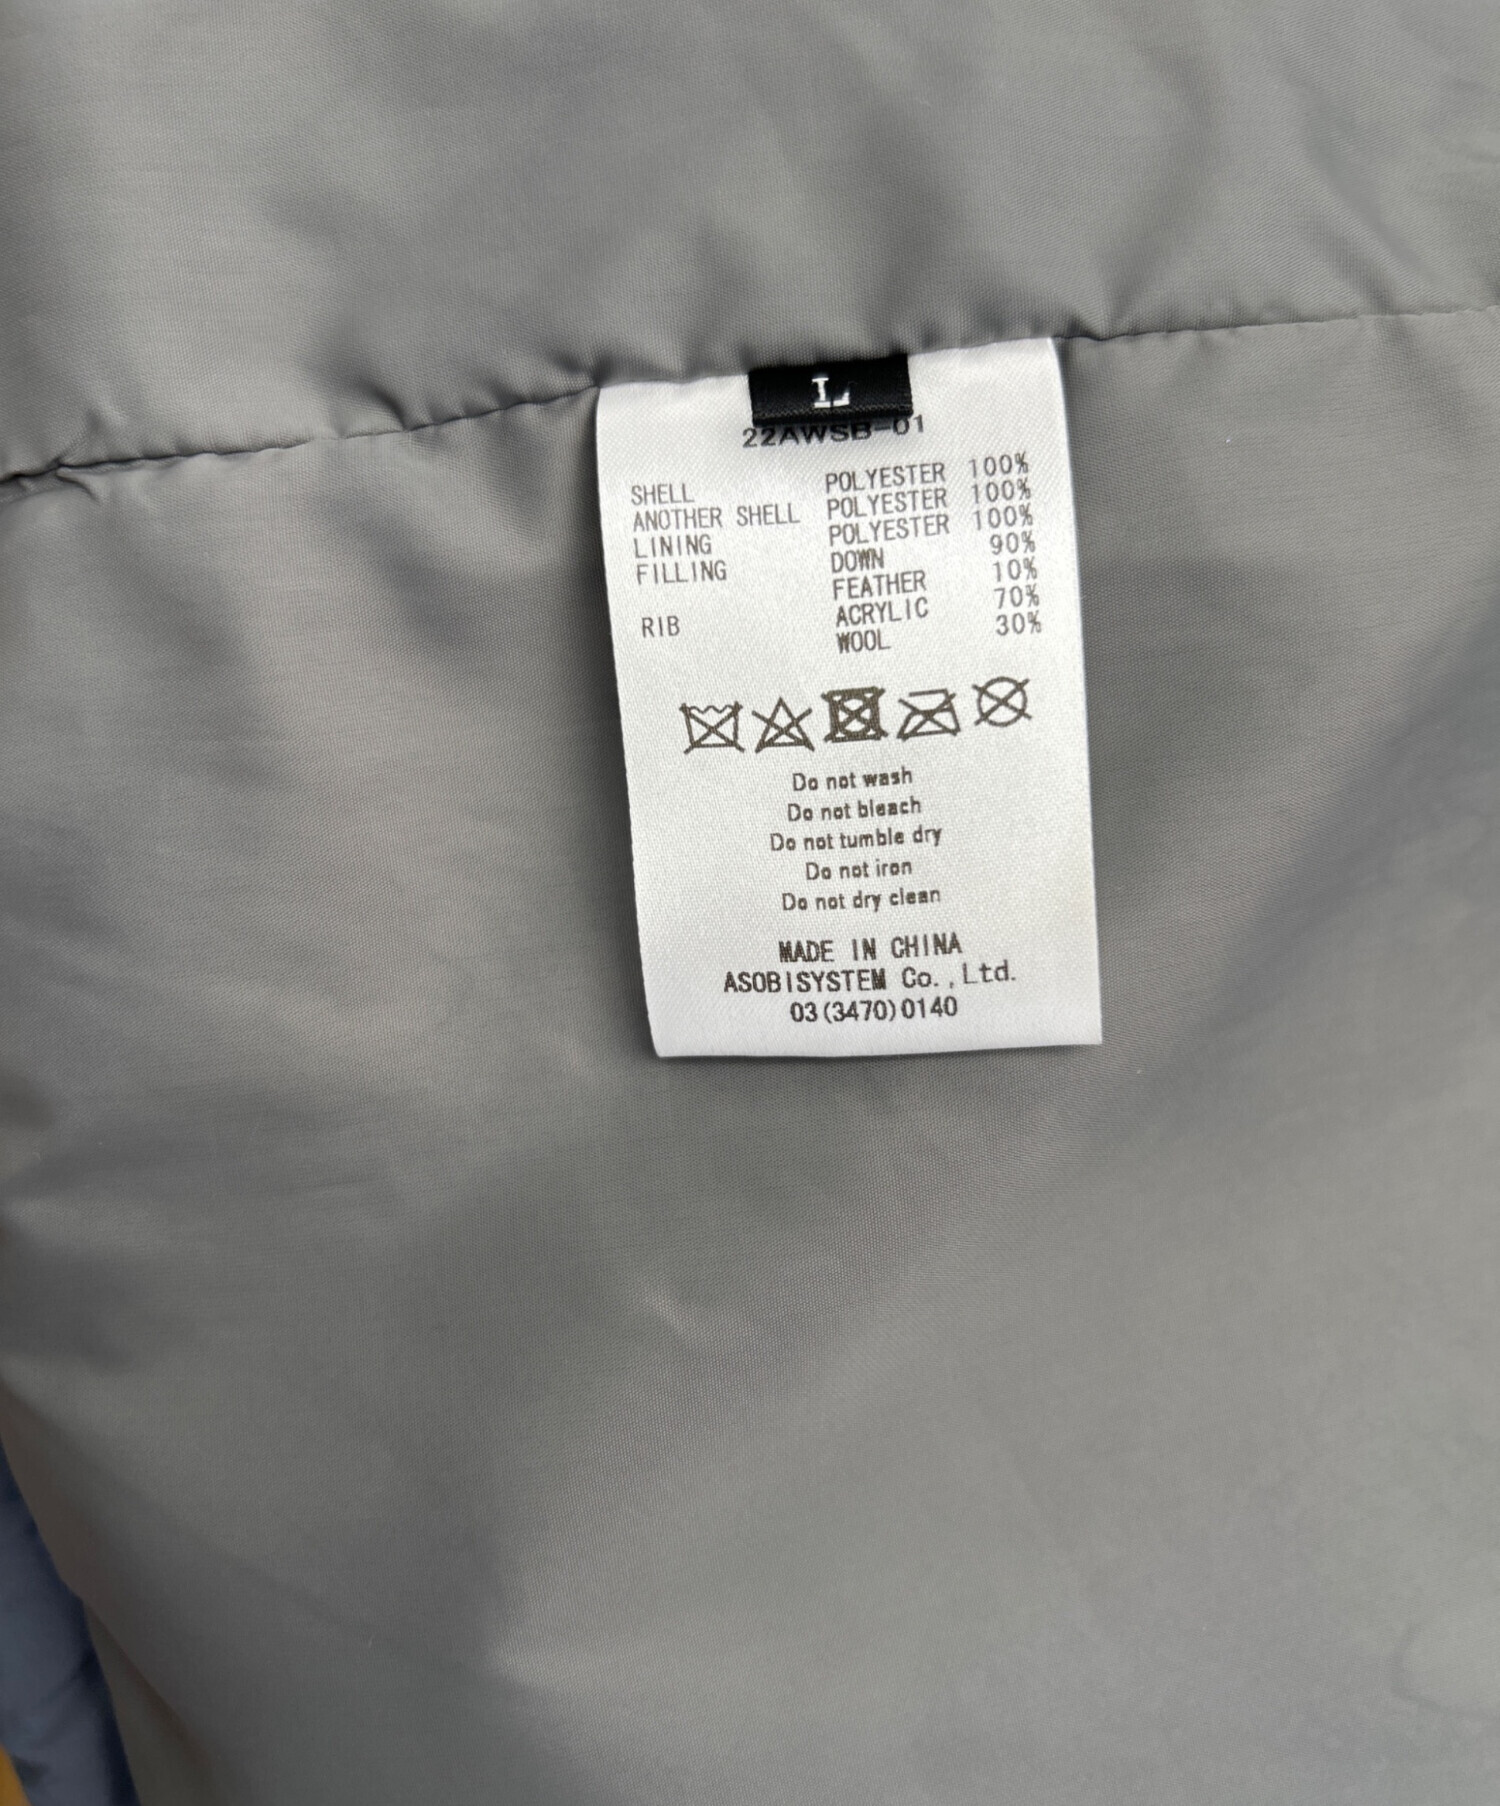 L
22AWSB-01
SHELL POLYESTER 100%
ANOTHER SHELL POLYESTER 100%
LINING POLYESTER 100%
FILLING DOWN 90%
FEATHER 10%
RIB ACRYLIC 70%
WOOL 30%
Do not wash
Do not bleach
Do not tumble dry
Do not iron
Do not dry clean
MADE IN CHINA
ASOBISYSTEM Co.,Ltd.
03(3470)0140